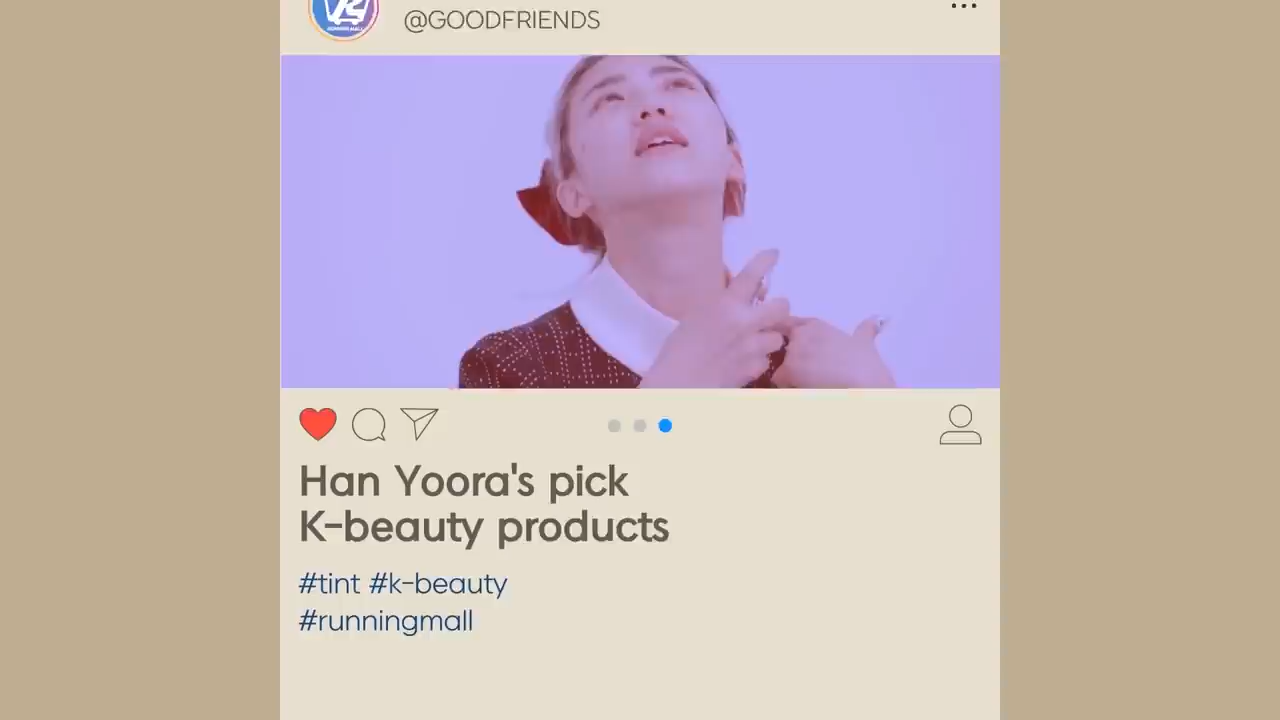 @GOODFRIENDS
Han Yoora's pick
K-beauty products
#tint #k-beauty
#runningmall